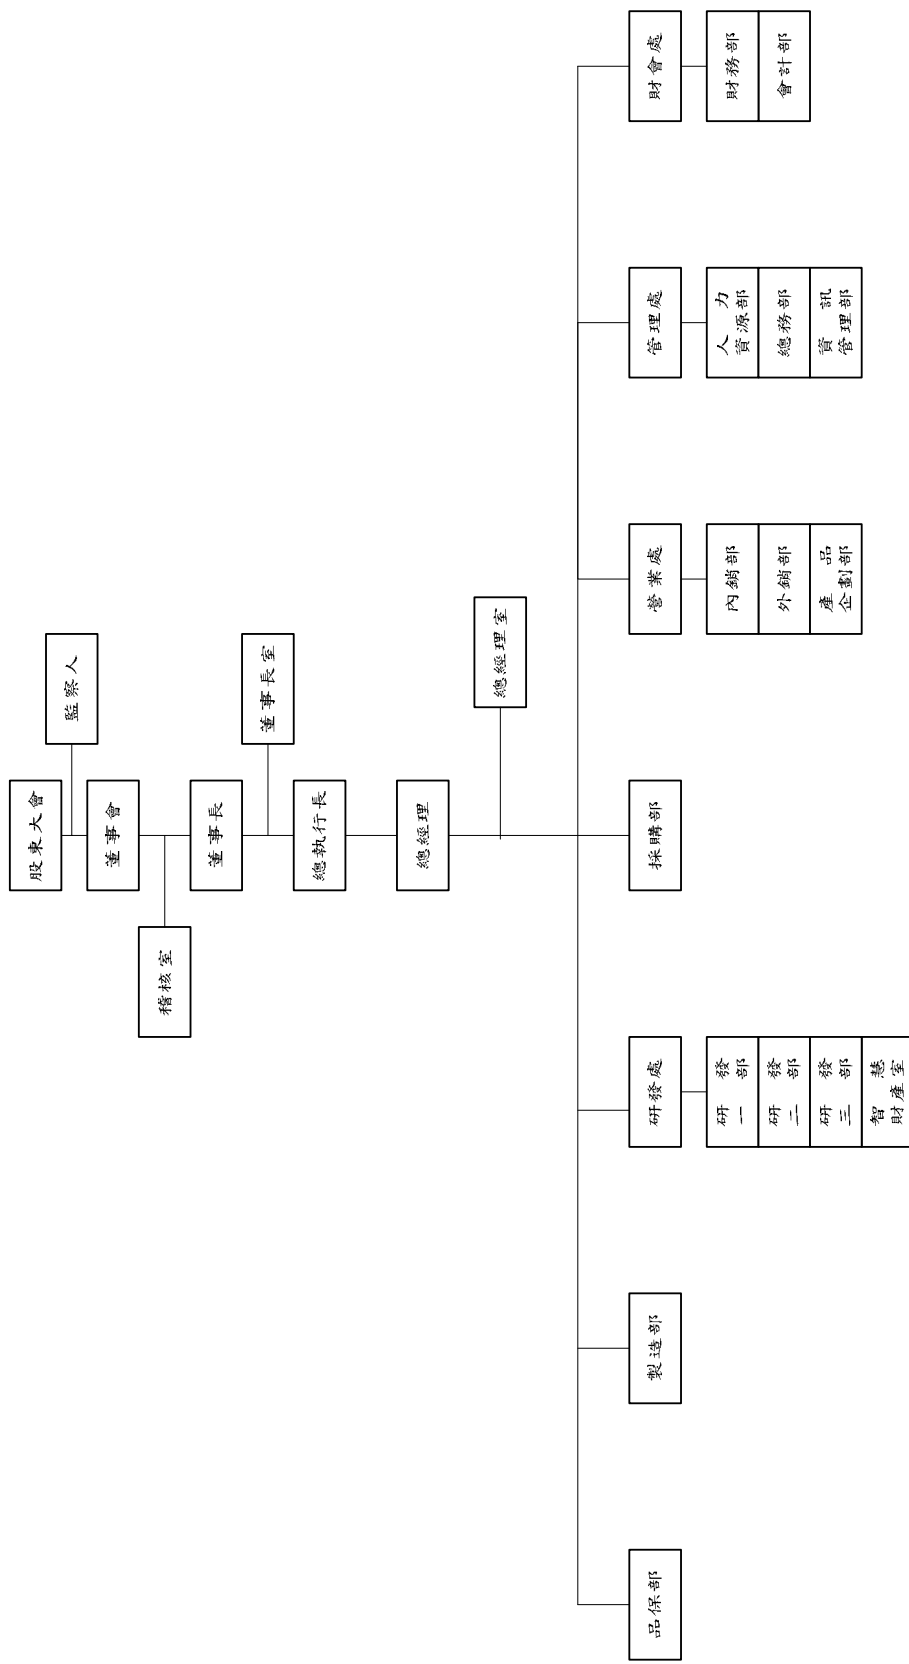 股東大會
監察人
董事會
稽核室
董事長
董事長室
總執行長
總經理
總經理室
品保部
製造部
研發處
研發
一部
研發
二部
研發
三部
智慧
財產室
採購部
營業處
內銷部
外銷部
產品
企劃部
管理處
人力
資源部
總務部
資訊
管理部
財會處
財務部
會計部